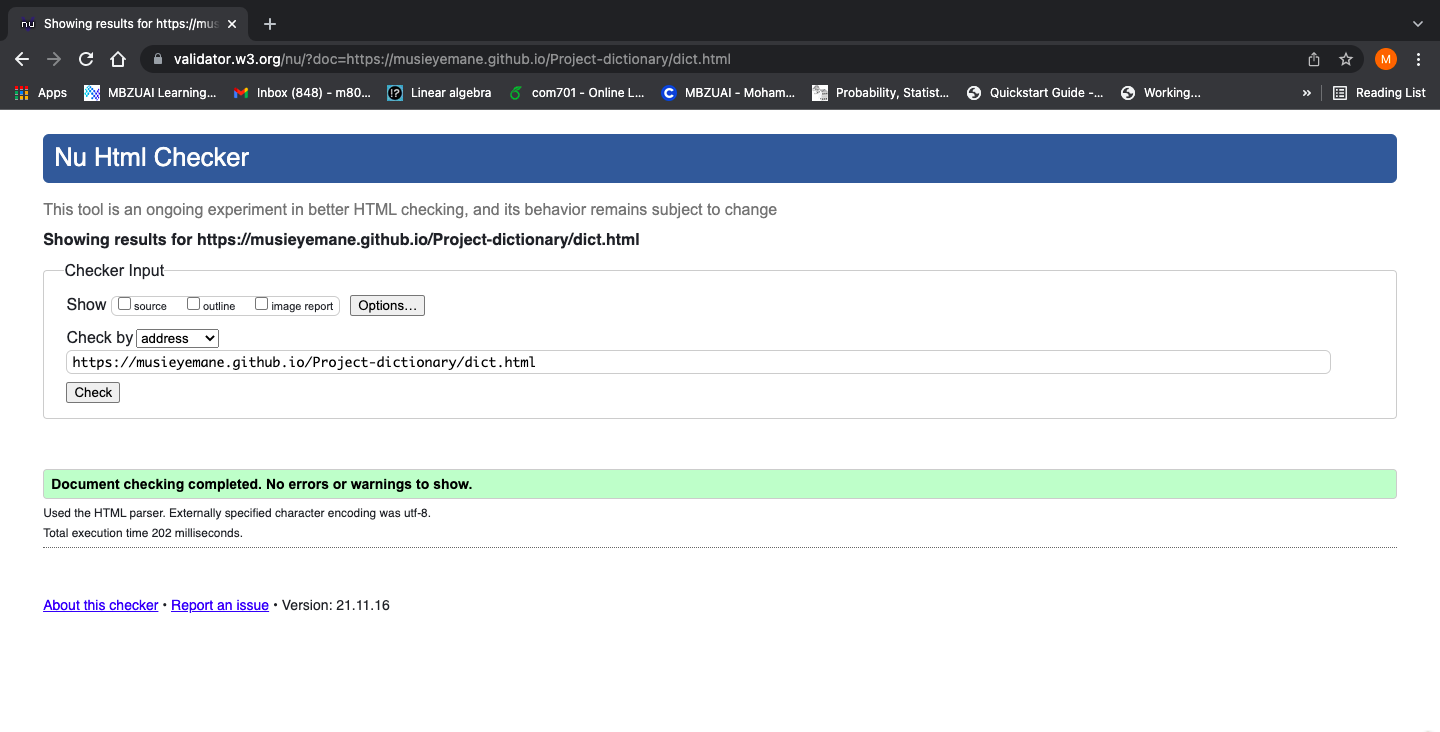 nu Showing results for https://mus
validator.w3.org/nu/?doc=https://musieyemane.github.io/Project-dictionary/dict.html M
Apps MBZUAI Learning... Inbox (848) - m80... Linear algebra com701 - Online L... MBZUAI - Moham... Probability, Statist... Quickstart Guide -... Working... » Reading List
Nu Html Checker
This tool is an ongoing experiment in better HTML checking, and its behavior remains subject to change
Showing results for https://musieyemane.github.io/Project-dictionary/dict.html
Checker Input
Show source outline image report Options...
Check by address
https://musieyemane.github.io/Project-dictionary/dict.html
Check
Document checking completed. No errors or warnings to show.
Used the HTML parser. Externally specified character encoding was utf-8.
Total execution time 202 milliseconds.
About this checker • Report an issue • Version: 21.11.16